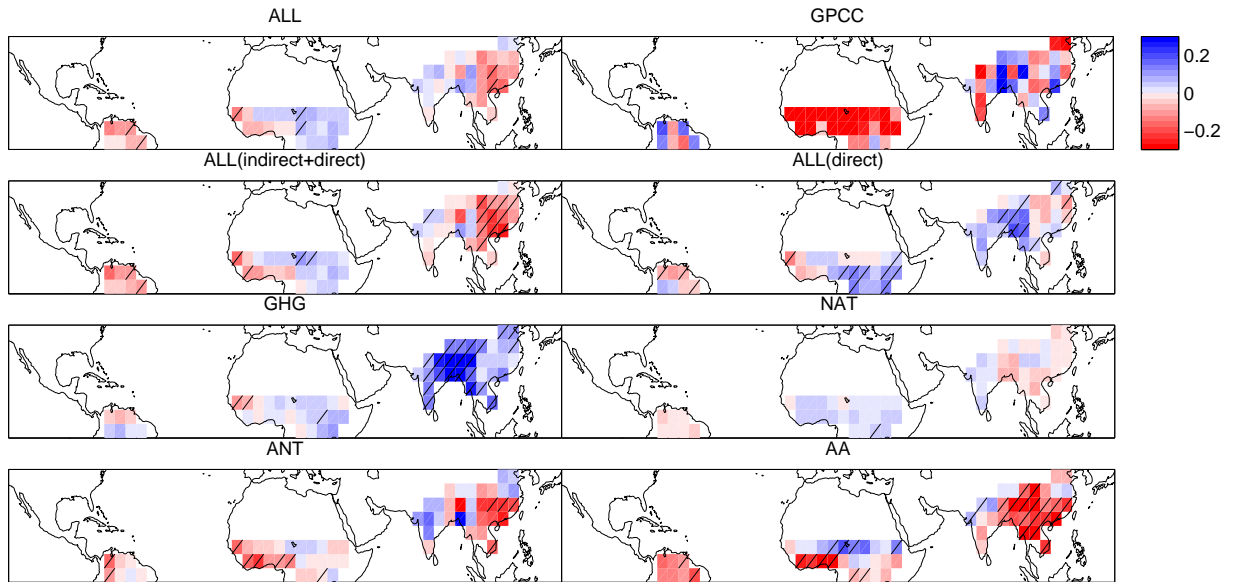 ALL
GPCC
0.2
0
−0.2
ALL(indirect+direct)
ALL(direct)
GHG
NAT
ANT
AA